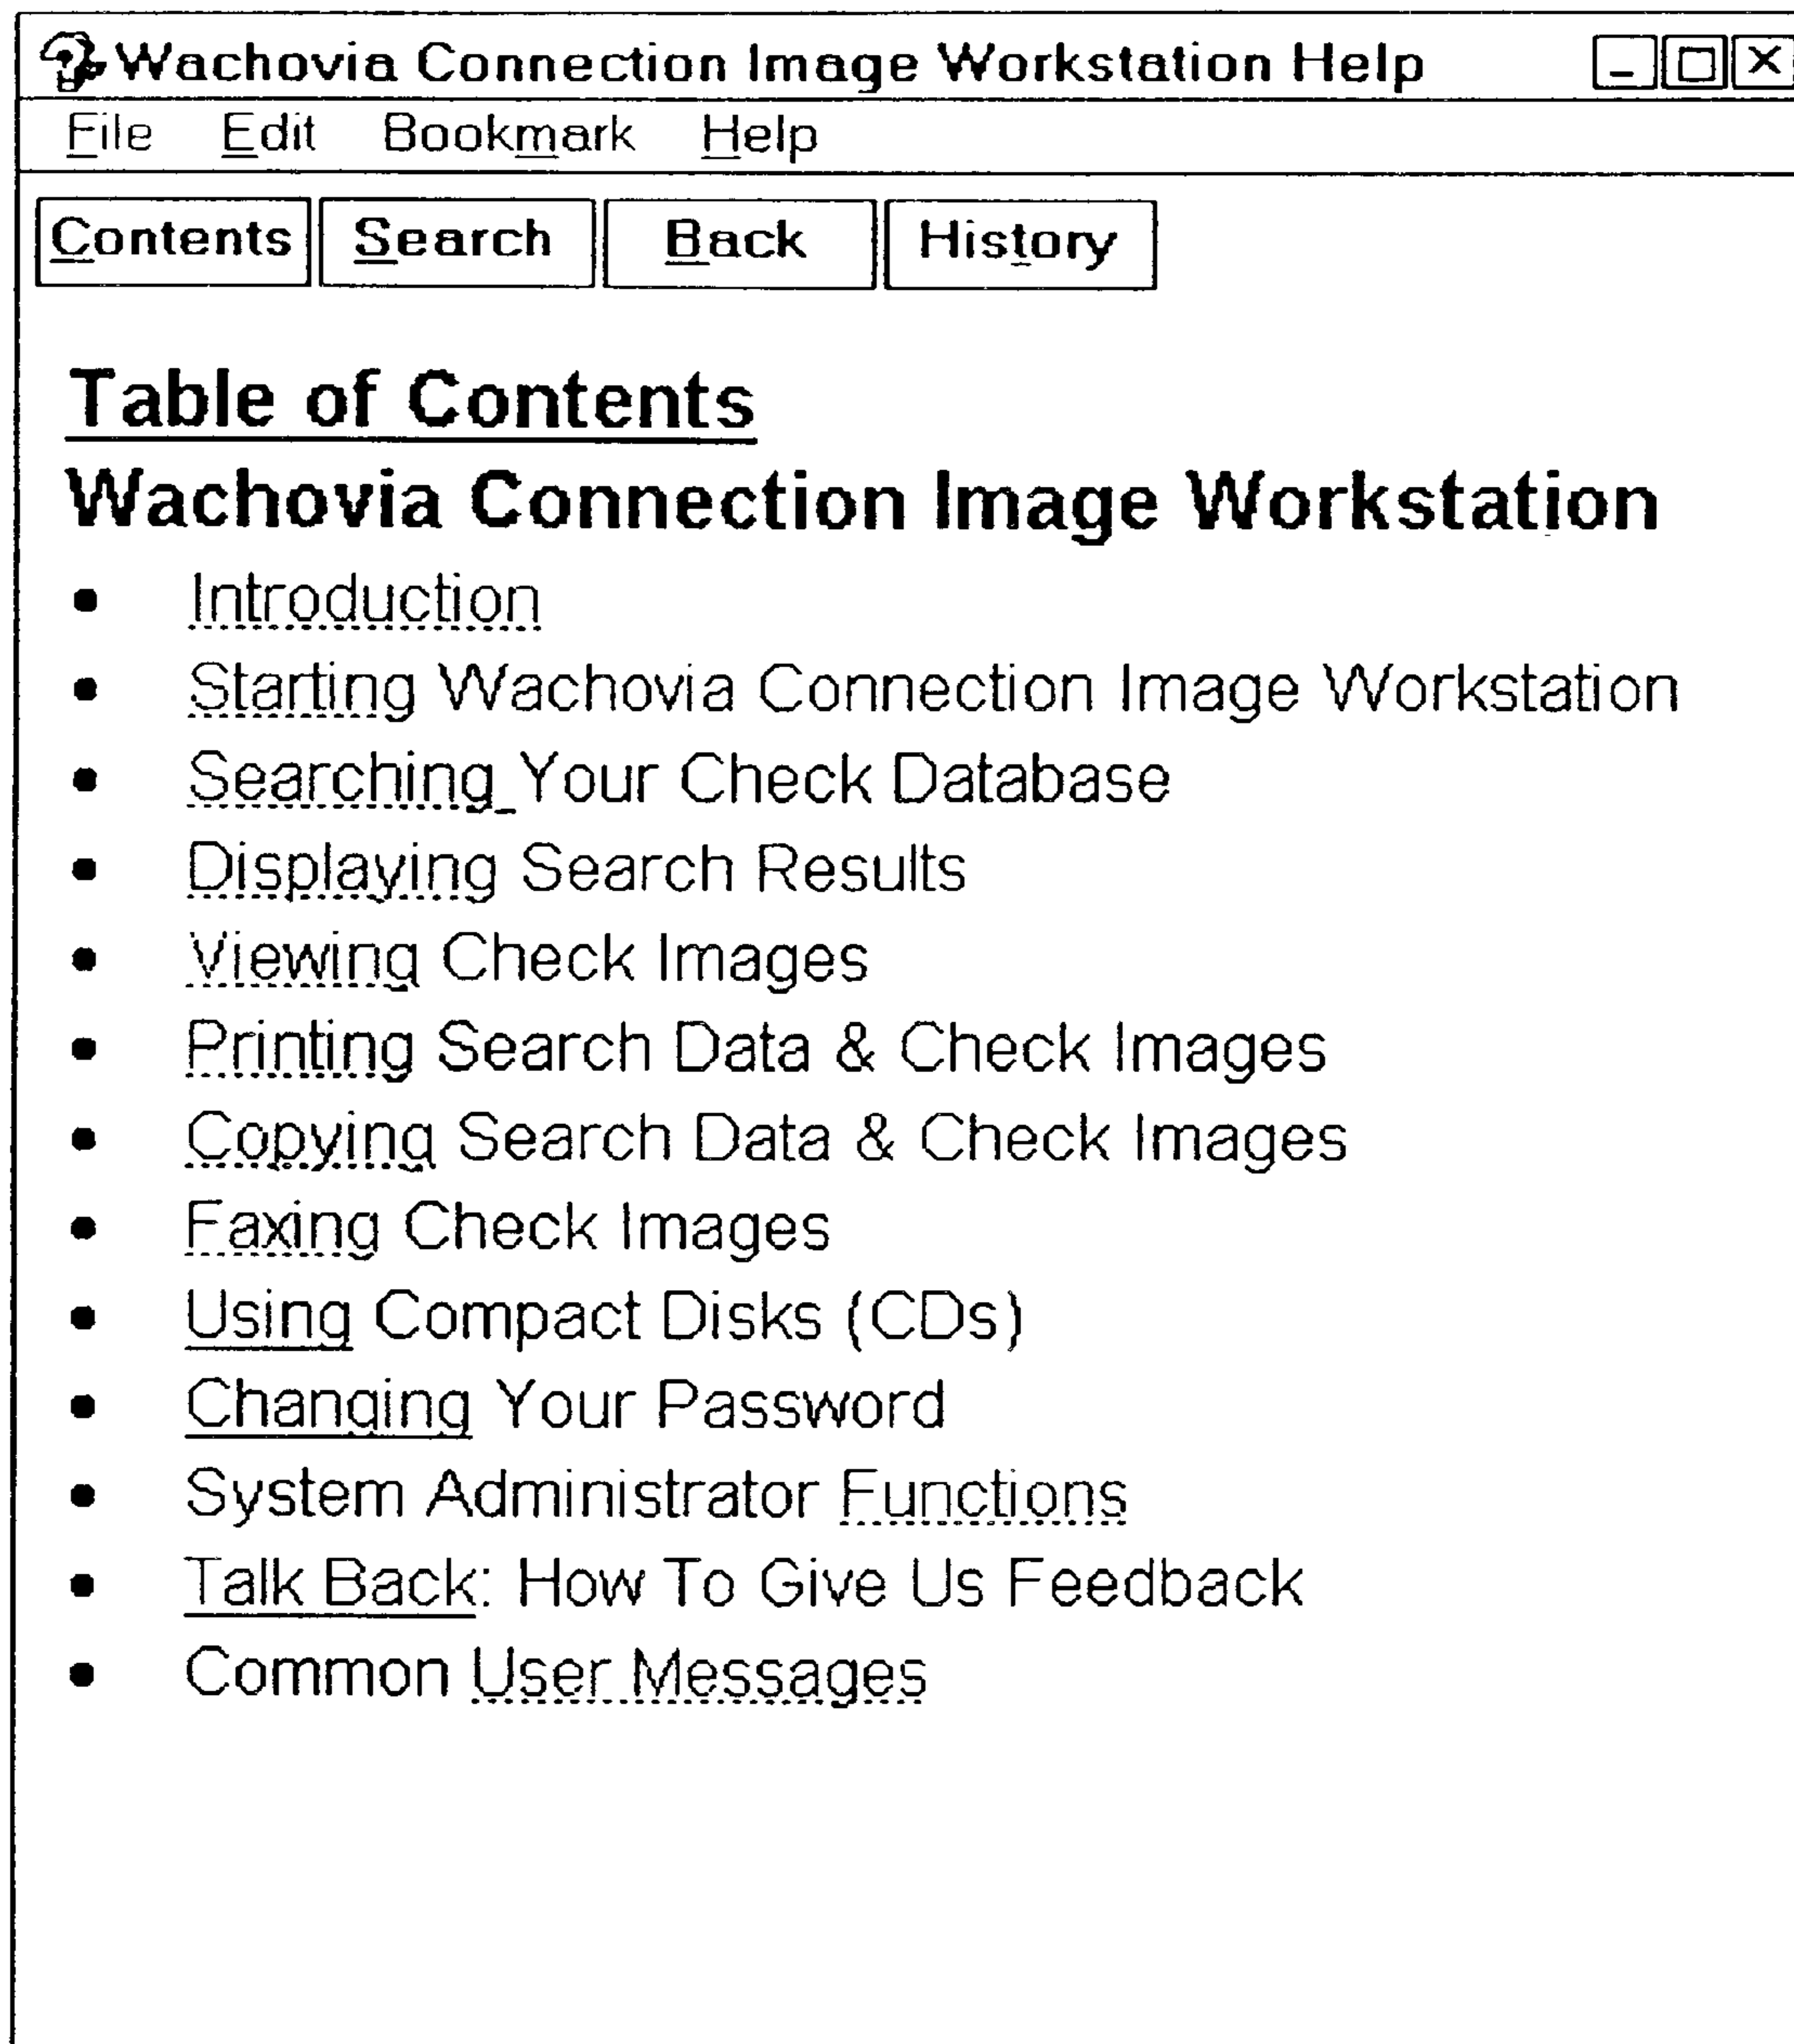 Wachovia Connection Image Workstation Help
File Edit Bookmark Help
Contents Search Back History
Table of Contents
Wachovia Connection Image Workstation
• Introduction
• Starting Wachovia Connection Image Workstation
• Searching Your Check Database
• Displaying Search Results
• Viewing Check Images
• Printing Search Data & Check Images
• Copying Search Data & Check Images
• Faxing Check Images
• Using Compact Disks (CDs)
• Changing Your Password
• System Administrator Functions
• Talk Back: How To Give Us Feedback
• Common User Messages